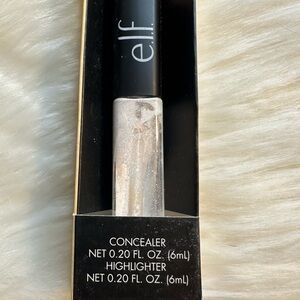 e.l.f.
CONCEALER
NET 0.20 FL. OZ. (6mL)
HIGHLIGHTER
NET 0.20 FL. OZ. (6mL)